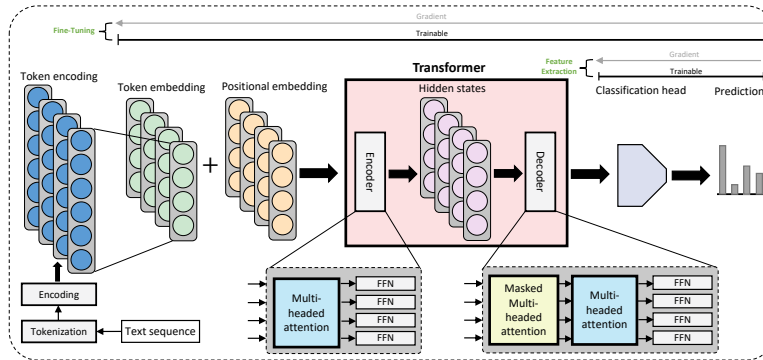 Gradient
Fine-Tuning
Trainable
Gradient
Feature
Extraction
Trainable
Transformer
Token encoding
Token embedding
Positional embedding
Hidden states
Classification head
Prediction
Encoder
Decoder
Encoding
Tokenization
Text sequence
Multi-
headed
attention
FFN
FFN
FFN
FFN
Masked
Multi-
headed
attention
Multi-
headed
attention
FFN
FFN
FFN
FFN